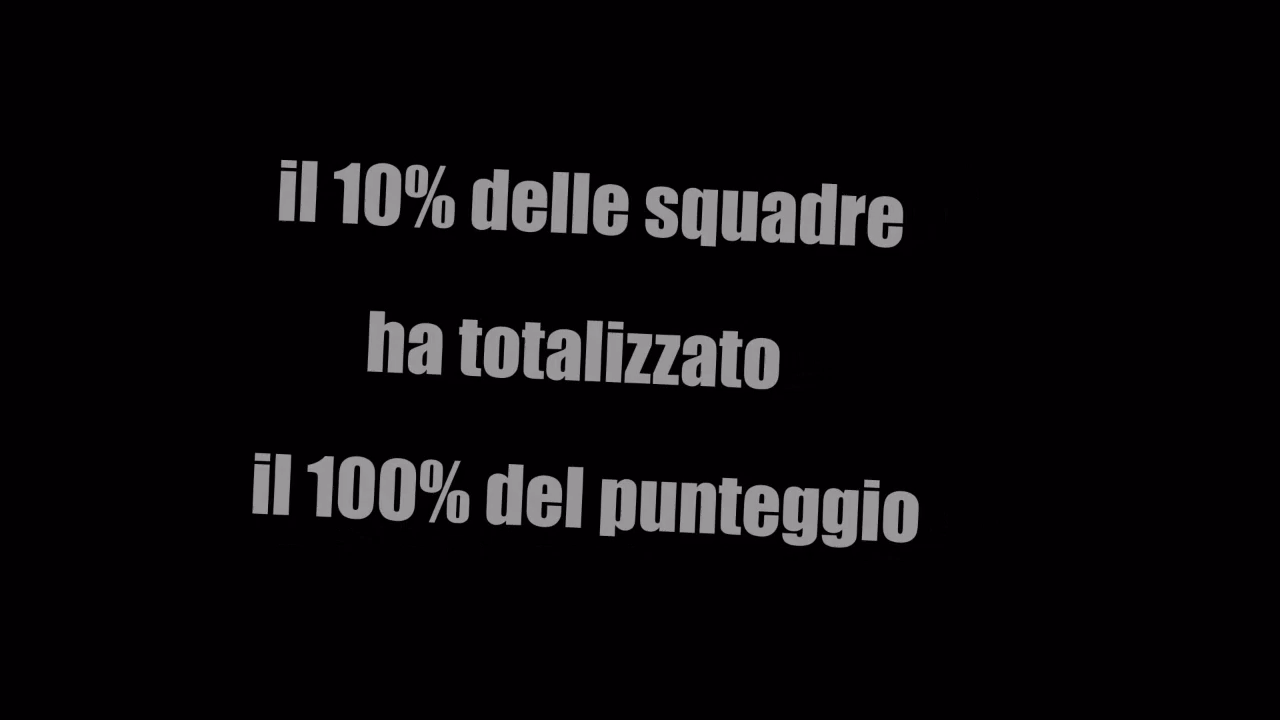 il 10% delle squadre
ha totalizzato
il 100% del punteggio